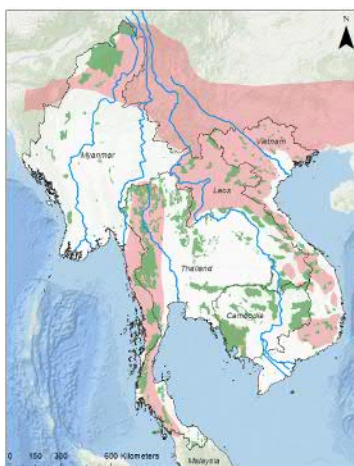 N
Myanmar
Vietnam
Laos
Thailand
Cambodia
0 150 300 600 Kilometers
Malaysia